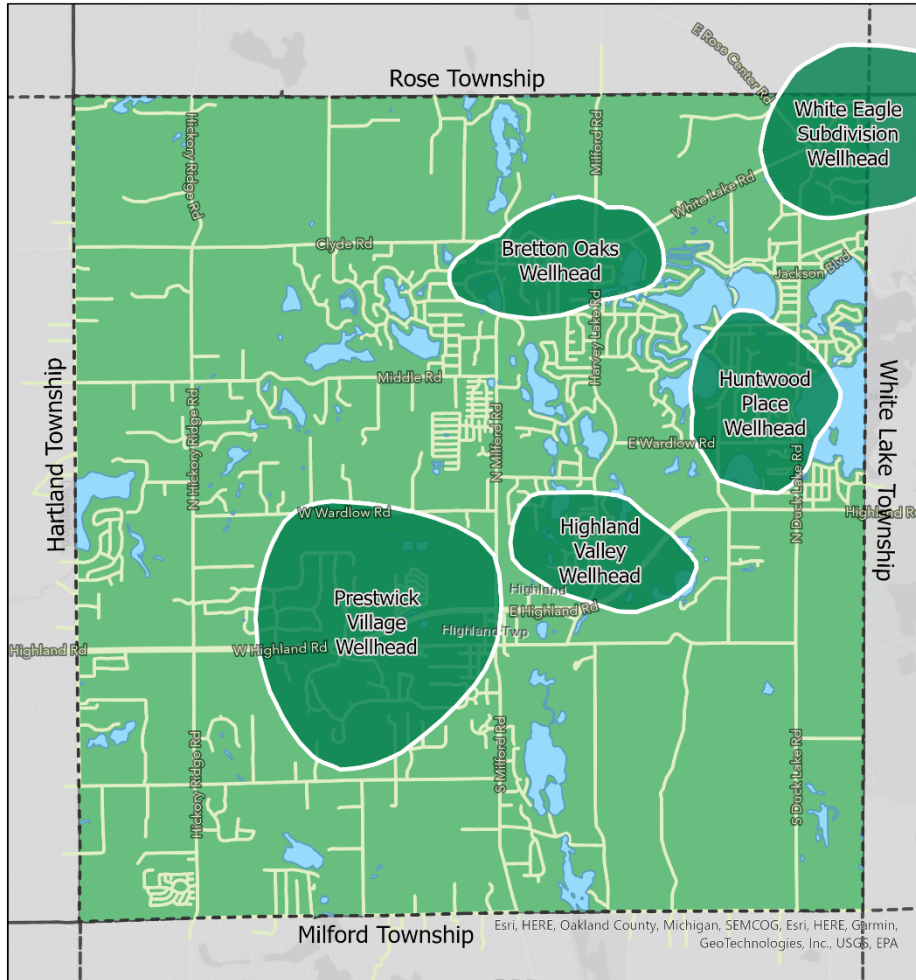 E Rose Center Rd
Rose Township
White Eagle
Subdivision
Wellhead
Hickory Ridge Rd
Milford Rd
White Lake Rd
Clyde Rd
Bretton Oaks
Wellhead
Jackson Blvd
Harvey Lake Rd
Hartland Township
Middle Rd
Huntwood
Place
Wellhead
White Lake Township
N Hickory Ridge Rd
N Milford Rd
E Wardlow Rd
N Duck Lake Rd
W Wardlow Rd
Highland
Highland
Valley
Wellhead
Highland
E Highland Rd
Prestwick
Village
Wellhead
Highland Twp
Highland Rd
W Highland Rd
Hickory Ridge Rd
S Milford Rd
S Duck Lake Rd
Milford Township
Esri, HERE, Oakland County, Michigan, SEMCOG, Esri, HERE, Garmin,
GeoTechnologies, Inc., USGS, EPA